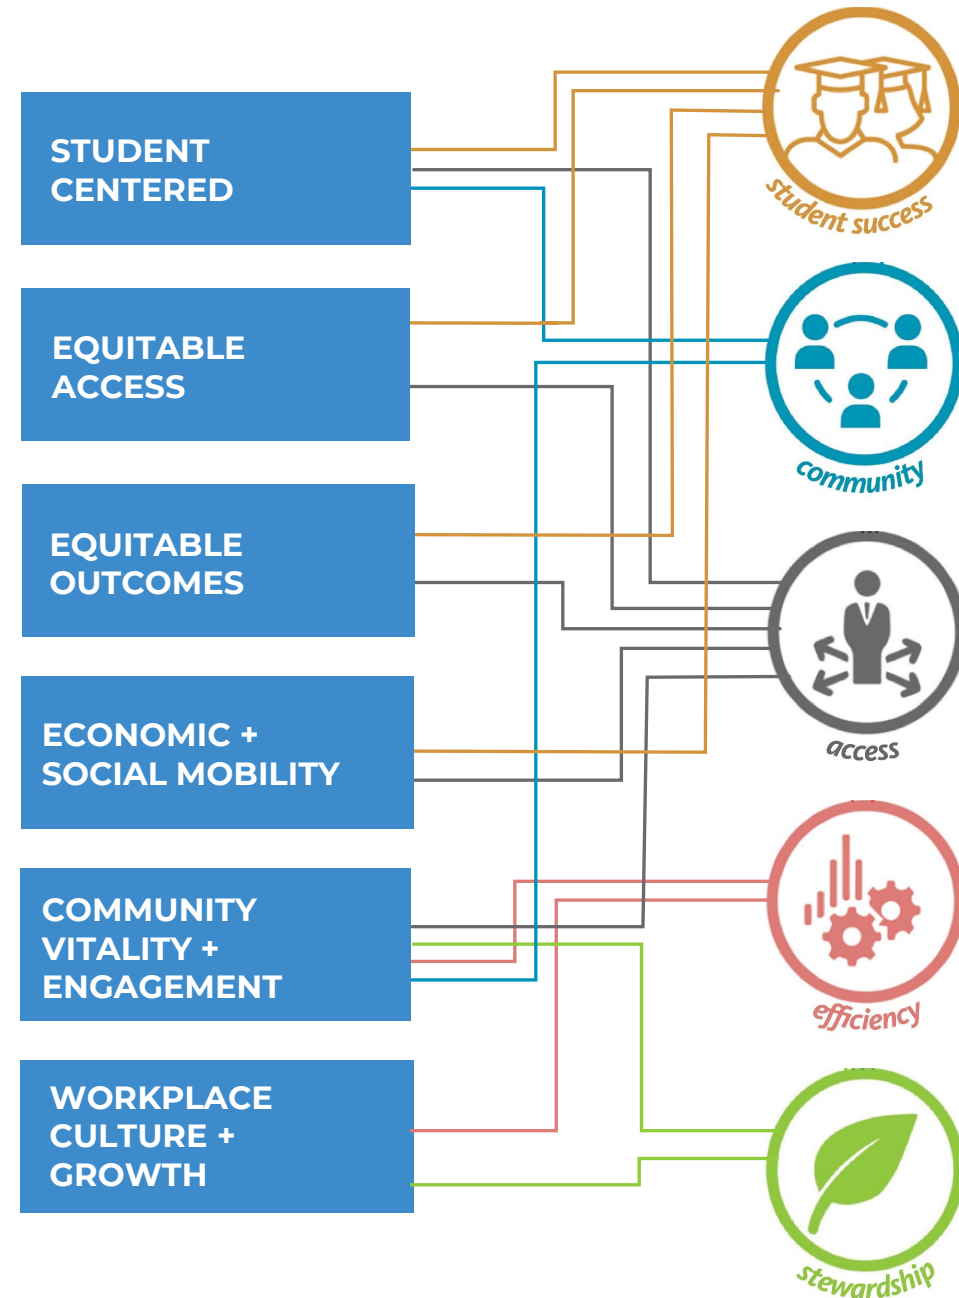 STUDENT
CENTERED
student success
EQUITABLE
ACCESS
community
EQUITABLE
OUTCOMES
access
ECONOMIC +
SOCIAL MOBILITY
COMMUNITY
VITALITY +
ENGAGEMENT
efficiency
WORKPLACE
CULTURE +
GROWTH
stewardship